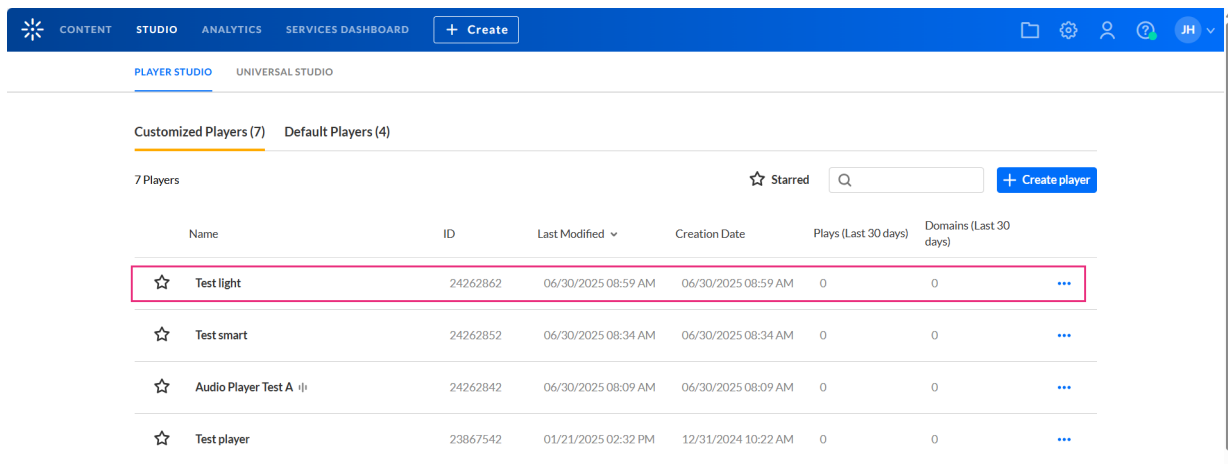 CONTENT STUDIO ANALYTICS SERVICES DASHBOARD + Create JH
PLAYER STUDIO UNIVERSAL STUDIO
Customized Players (7) Default Players (4)
7 Players Starred + Create player
Name ID Last Modified Creation Date Plays (Last 30 days) Domains (Last 30
days)
Test light 24262862 06/30/2025 08:59 AM 06/30/2025 08:59 AM 0 0
Test smart 24262852 06/30/2025 08:34 AM 06/30/2025 08:34 AM 0 0
Audio Player Test A 24262842 06/30/2025 08:09 AM 06/30/2025 08:09 AM 0 0
Test player 23867542 01/21/2025 02:32 PM 12/31/2024 10:22 AM 0 0